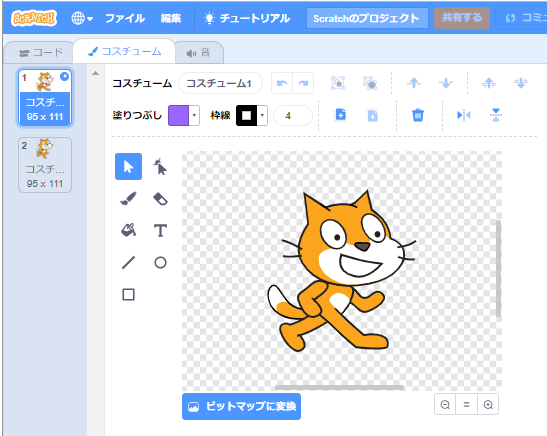 SCRATCH ファイル 編集 チュートリアル Scratchのプロジェクト 共有する コミ
コード コスチューム 音
1
コスチ...
95 x 111
2
コスチ...
95 x 111
コスチューム コスチューム1
塗りつぶし 枠線 4
T
ビットマップに変換